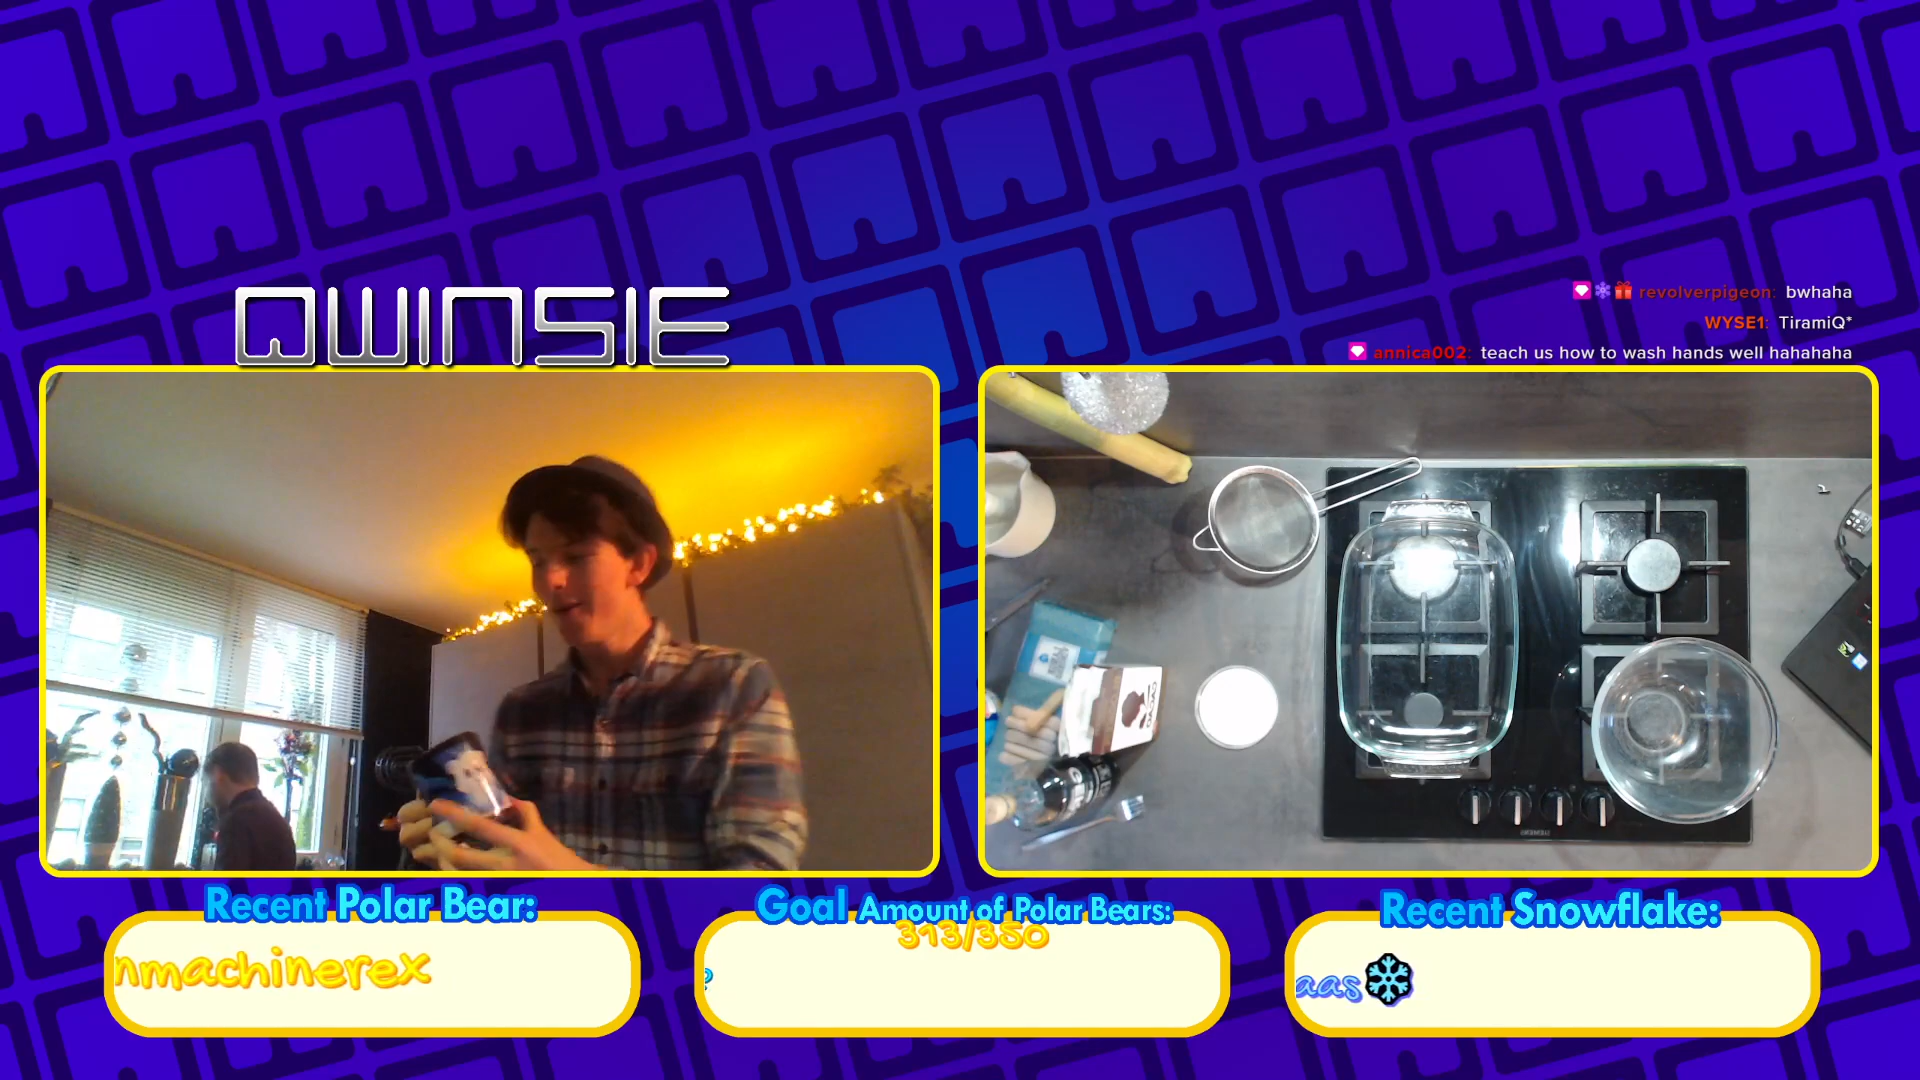 QWINSIE
revolverpigeon: bwhaha
WYSE1: TiramiQ*
annica002: teach us how to wash hands well hahahaha
Recent Polar Bear:
nmachinerex
Goal Amount of Polar Bears:
313/350
Recent Snowflake:
aas